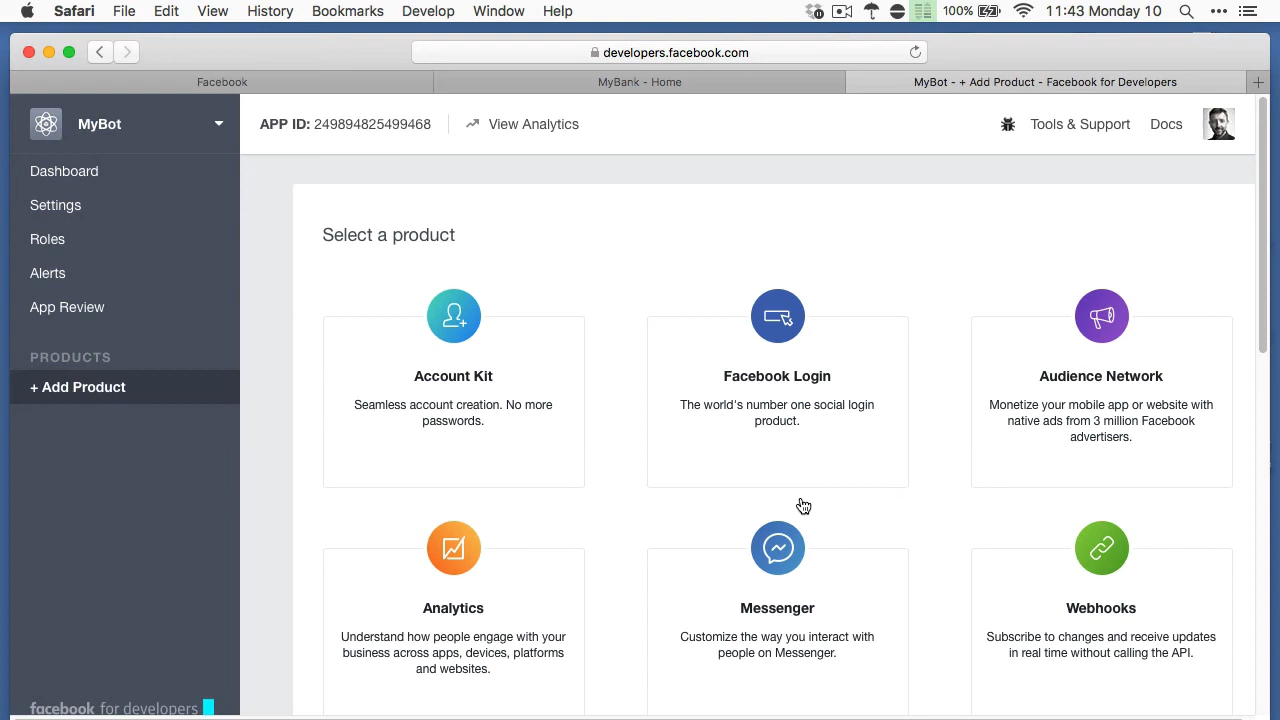 Safari File Edit View History Bookmarks Develop Window Help 100% 11:43 Monday 10
developers.facebook.com
Facebook MyBank - Home MyBot - + Add Product - Facebook for Developers
MyBot
APP ID: 249894825499468 View Analytics Tools & Support Docs
Dashboard
Settings
Roles
Alerts
App Review
PRODUCTS
+ Add Product
facebook for developers
Select a product
Account Kit
Seamless account creation. No more
passwords.
Facebook Login
The world's number one social login
product.
Audience Network
Monetize your mobile app or website with
native ads from 3 million Facebook
advertisers.
Analytics
Understand how people engage with your
business across apps, devices, platforms
and websites.
Messenger
Customize the way you interact with
people on Messenger.
Webhooks
Subscribe to changes and receive updates
in real time without calling the API.